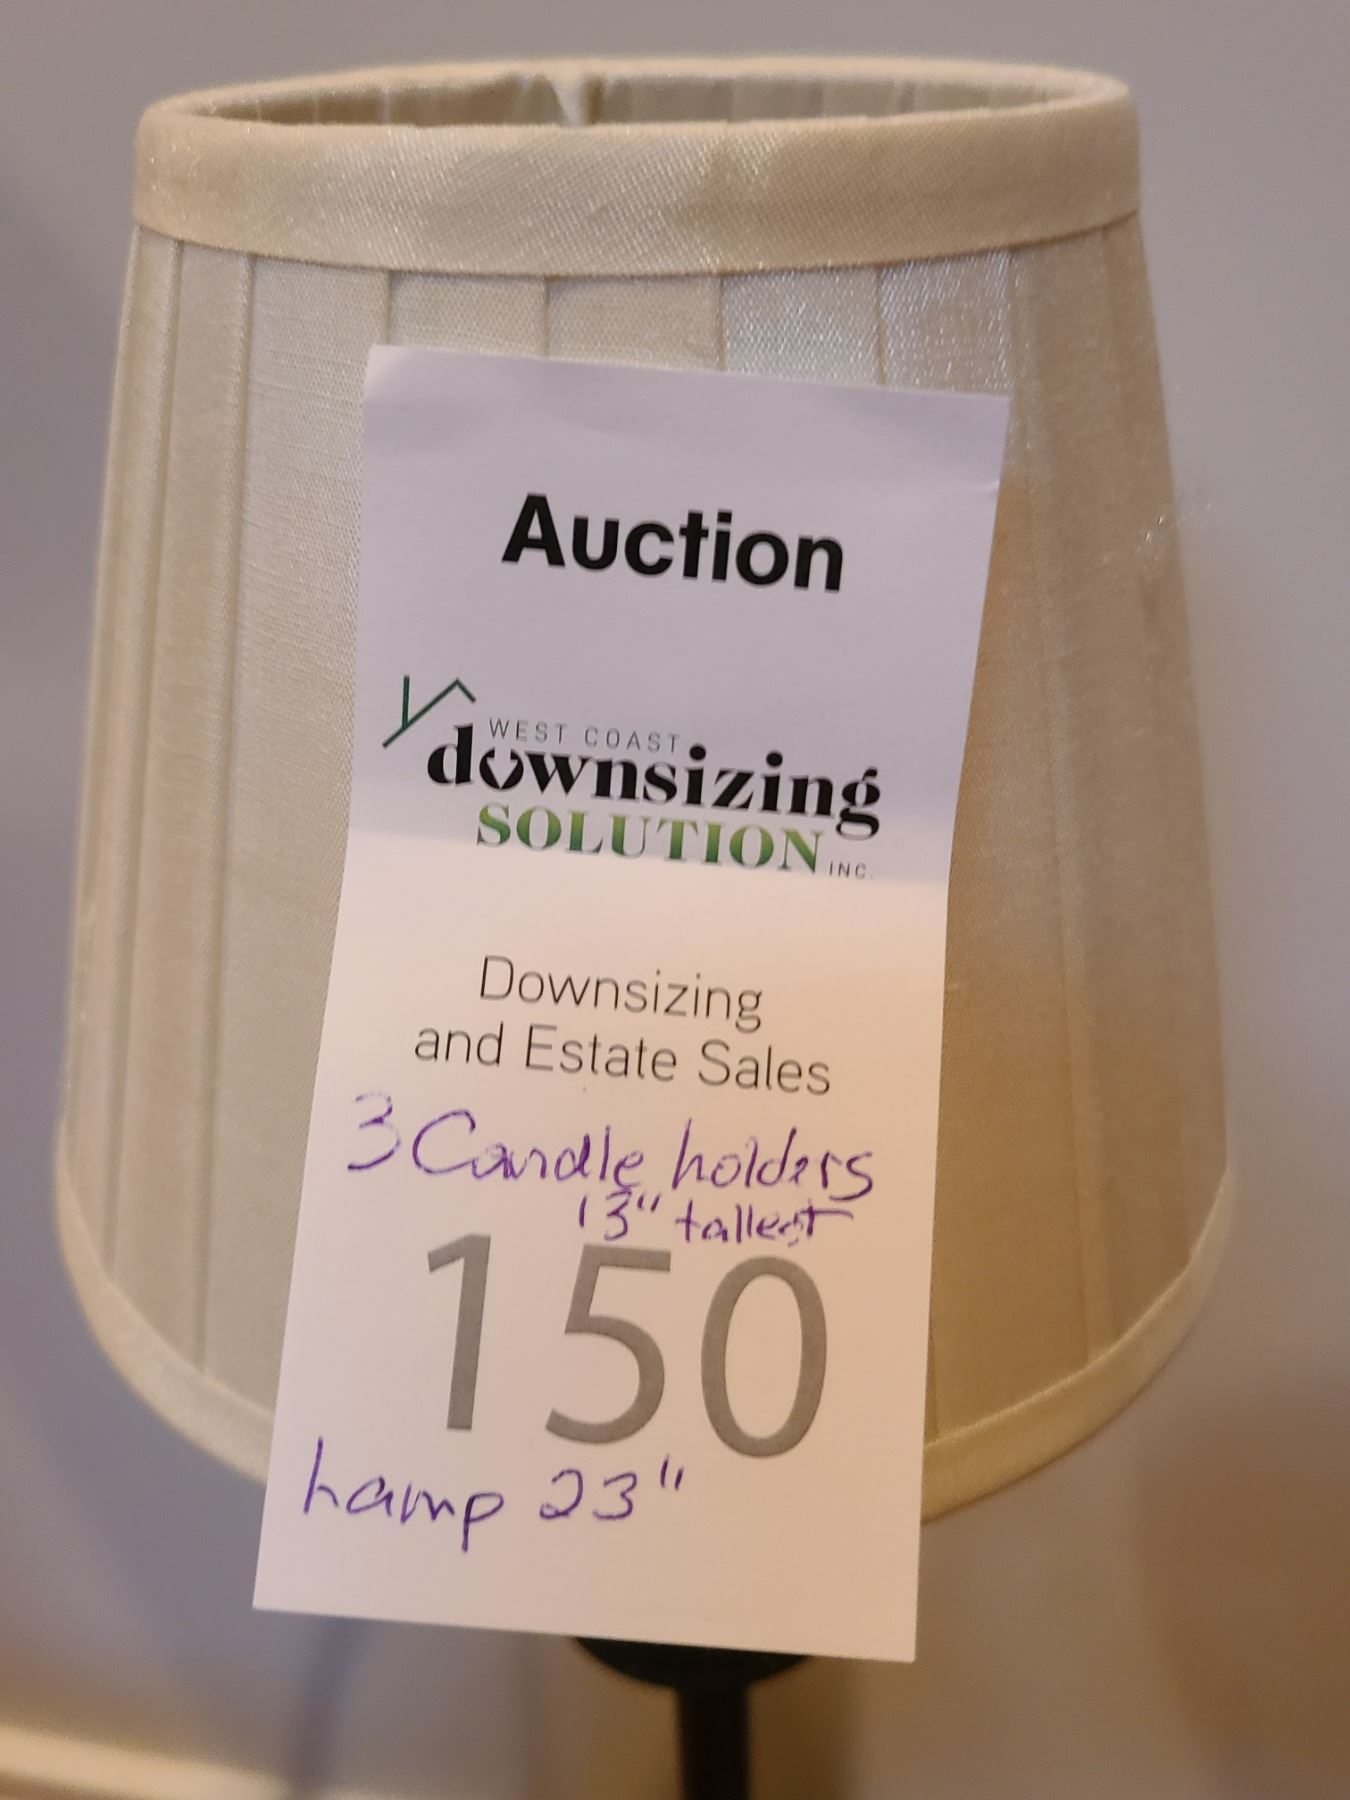 Auction
WEST COAST
downsizing
SOLUTION INC.
Downsizing
and Estate Sales
3 Candle holders
13" tallest
150
Lamp 23"